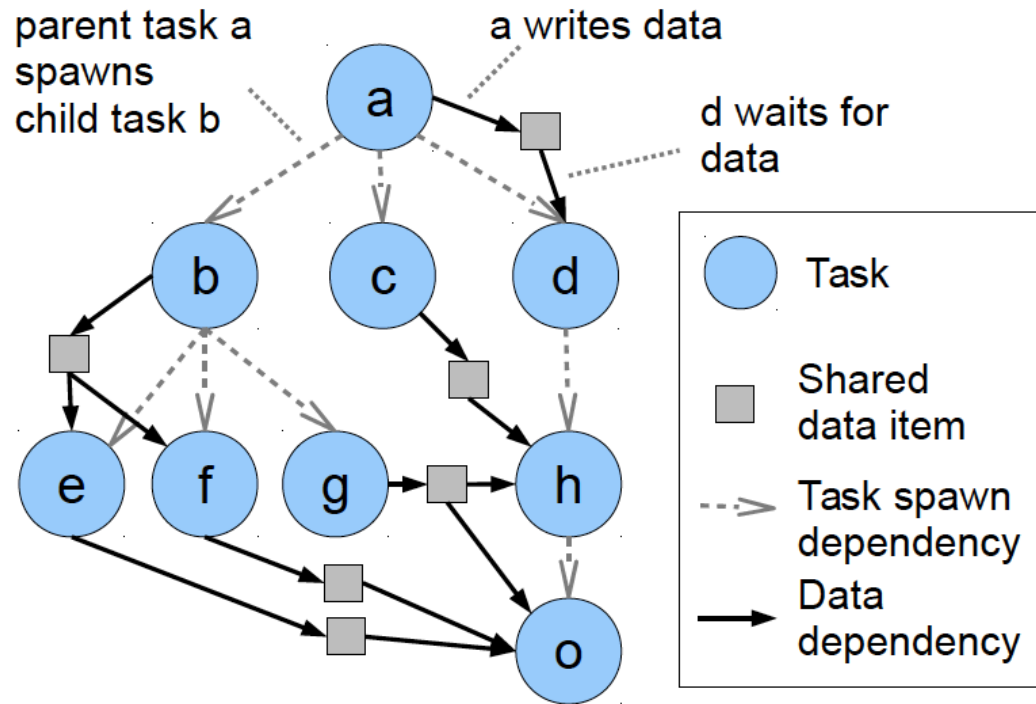 parent task a
spawns
child task b
a writes data
d waits for
data
a
b
c
d
e
f
g
h
o
Task
Shared
data item
Task spawn
dependency
Data
dependency